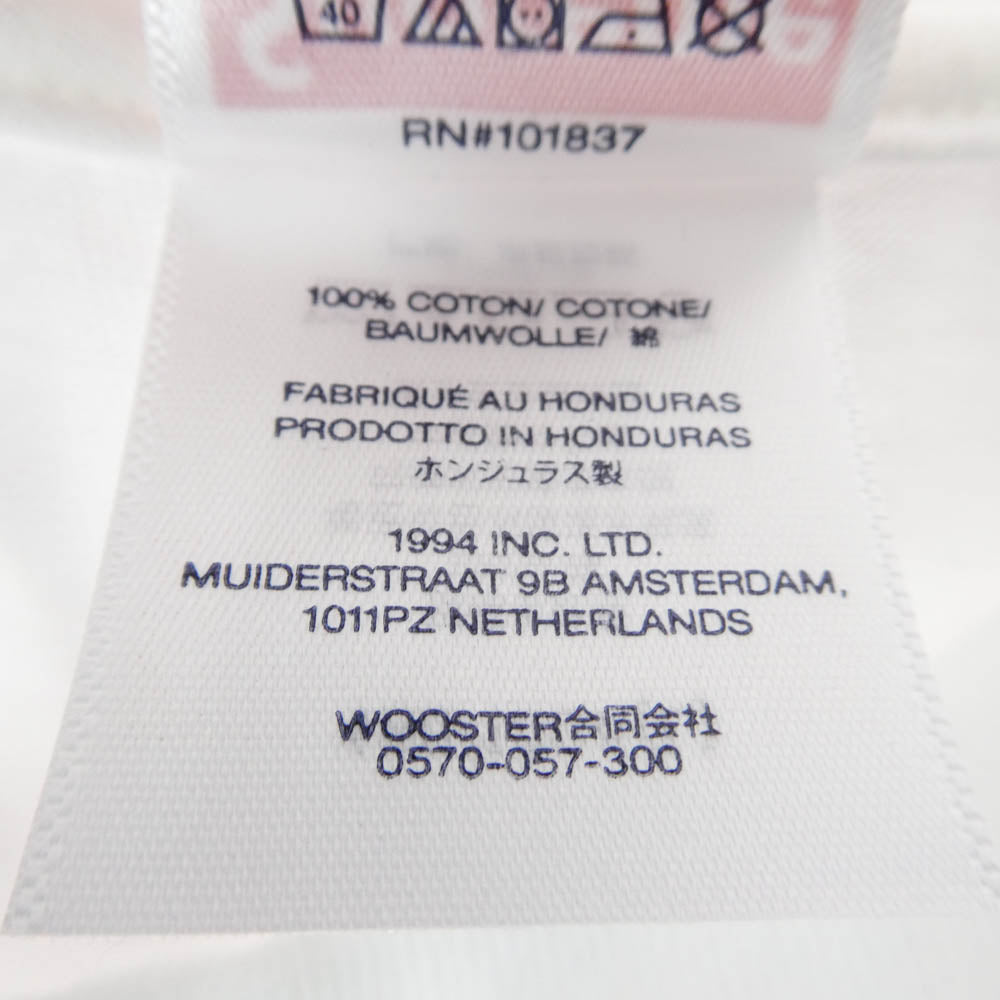 40
RN#101837
100% COTON/ COTONE/
BAUMWOLLE/ 綿
FABRIQUÉ AU HONDURAS
PRODOTTO IN HONDURAS
ホンジュラス製
1994 INC. LTD.
MUIDERSTRAAT 9B AMSTERDAM,
1011PZ NETHERLANDS
WOOSTER合同会社
0570-057-300